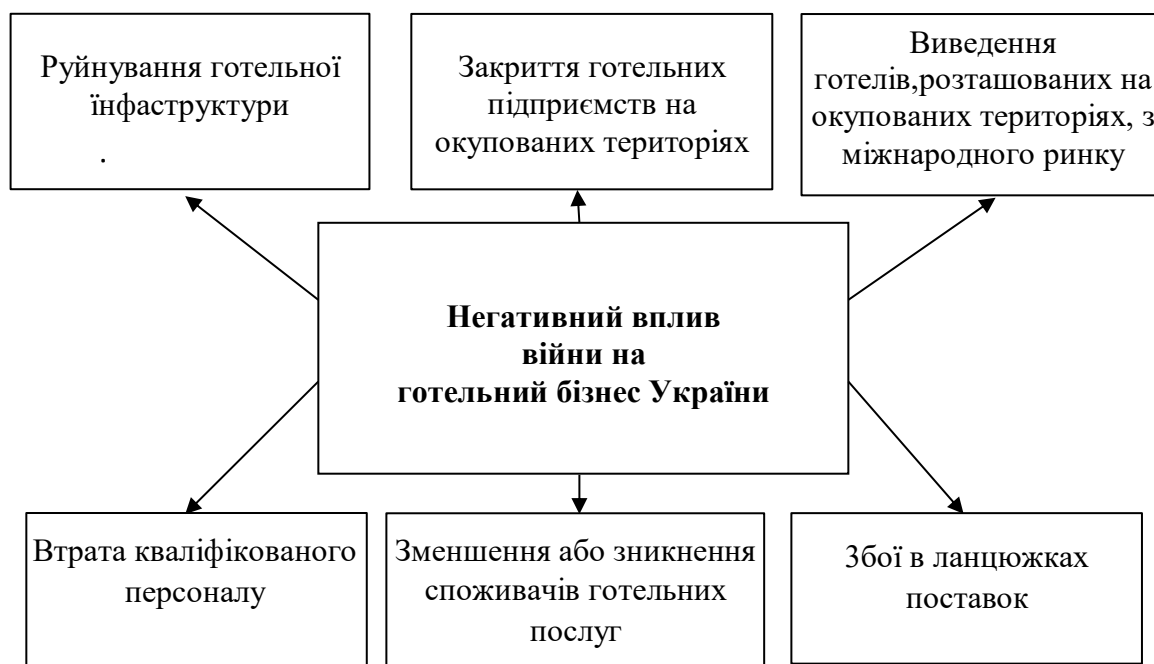 Руйнування готельної
їнфаструктури
.
Закриття готельних
підприємств на
окупованих територіях
Виведення
готелів,розташованих на
окупованих територіях, з
міжнародного ринку
Негативний вплив
війни на
готельний бізнес України
Втрата кваліфікованого
персоналу
Зменшення або зникнення
споживачів готельних
послуг
Збої в ланцюжках
поставок